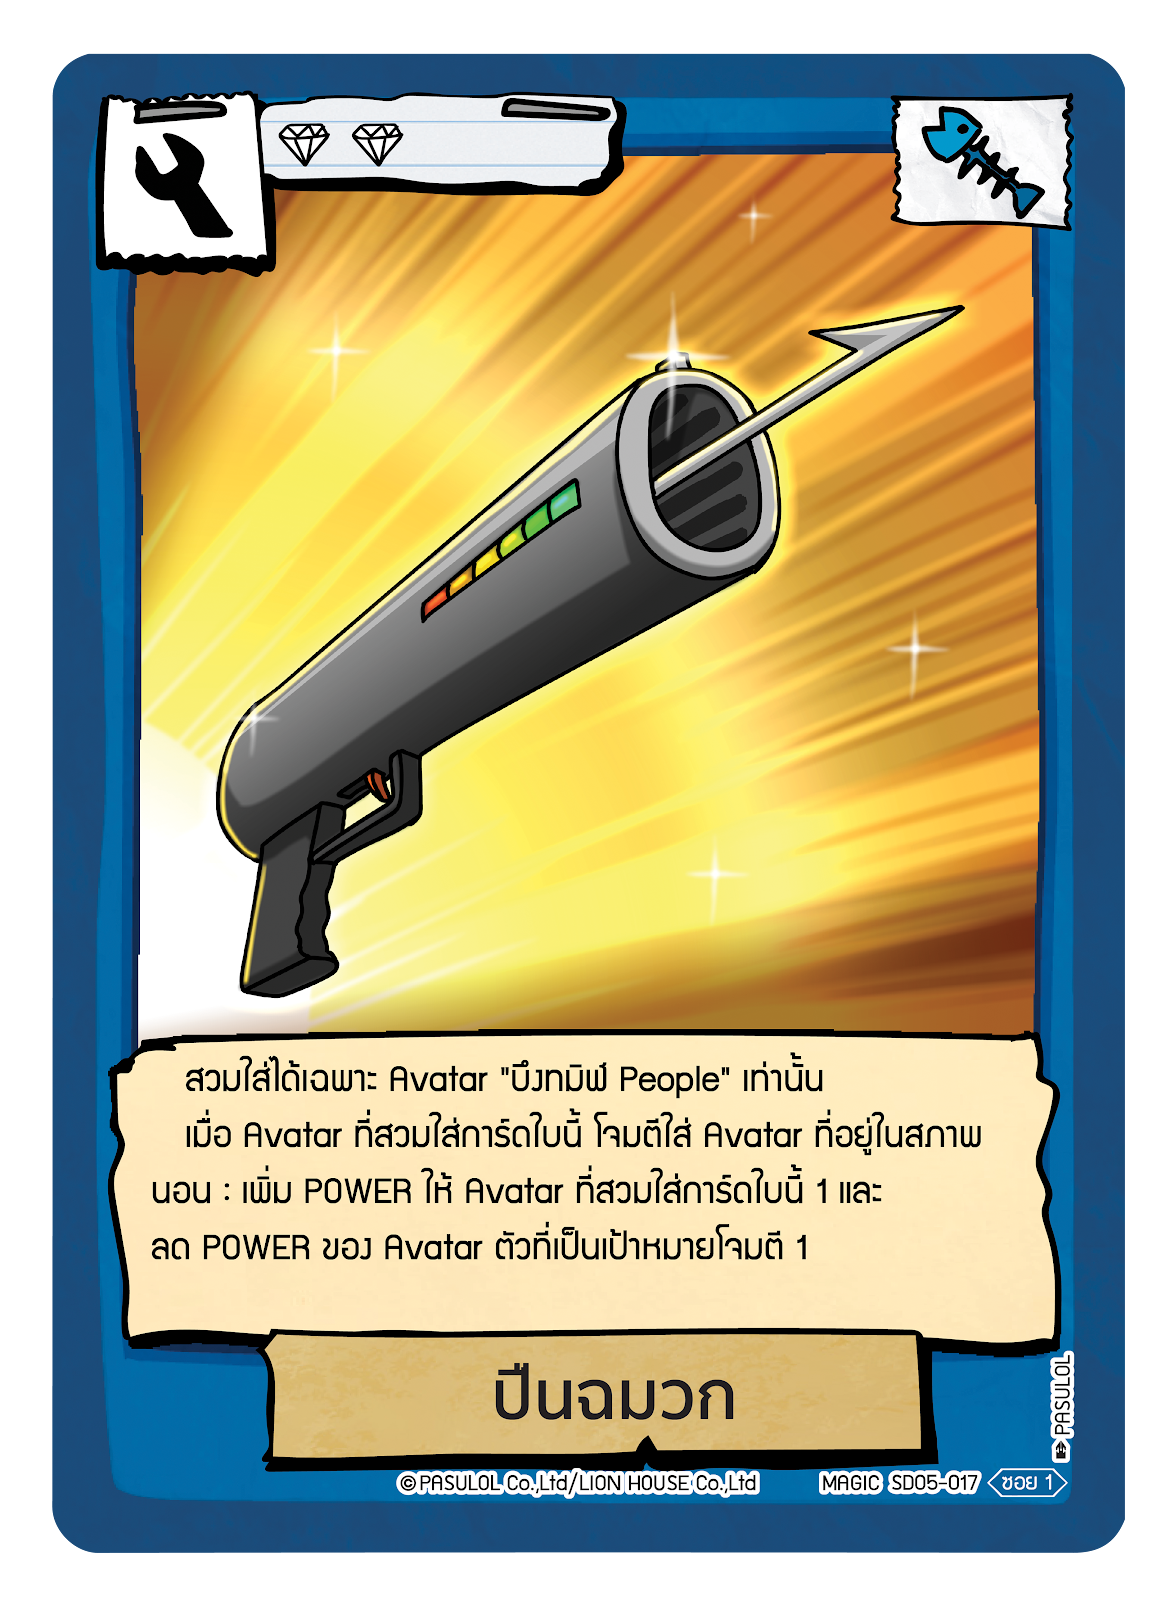 สวมใส่ได้เฉพาะ Avatar "บึงทมิฬ People" เท่านั้น
เมื่อ Avatar ที่สวมใส่การ์ดใบนี้ โจมตีใส่ Avatar ที่อยู่ในสภาพ
นอน : เพิ่ม POWER ให้ Avatar ที่สวมใส่การ์ดใบนี้ 1 และ
ลด POWER ของ Avatar ตัวที่เป็นเป้าหมายโจมตี 1
ปืนฉมวก
PASULOL
© PASULOL Co.,Ltd/LION HOUSE Co.,Ltd MAGIC SD05-017 ซอย 1